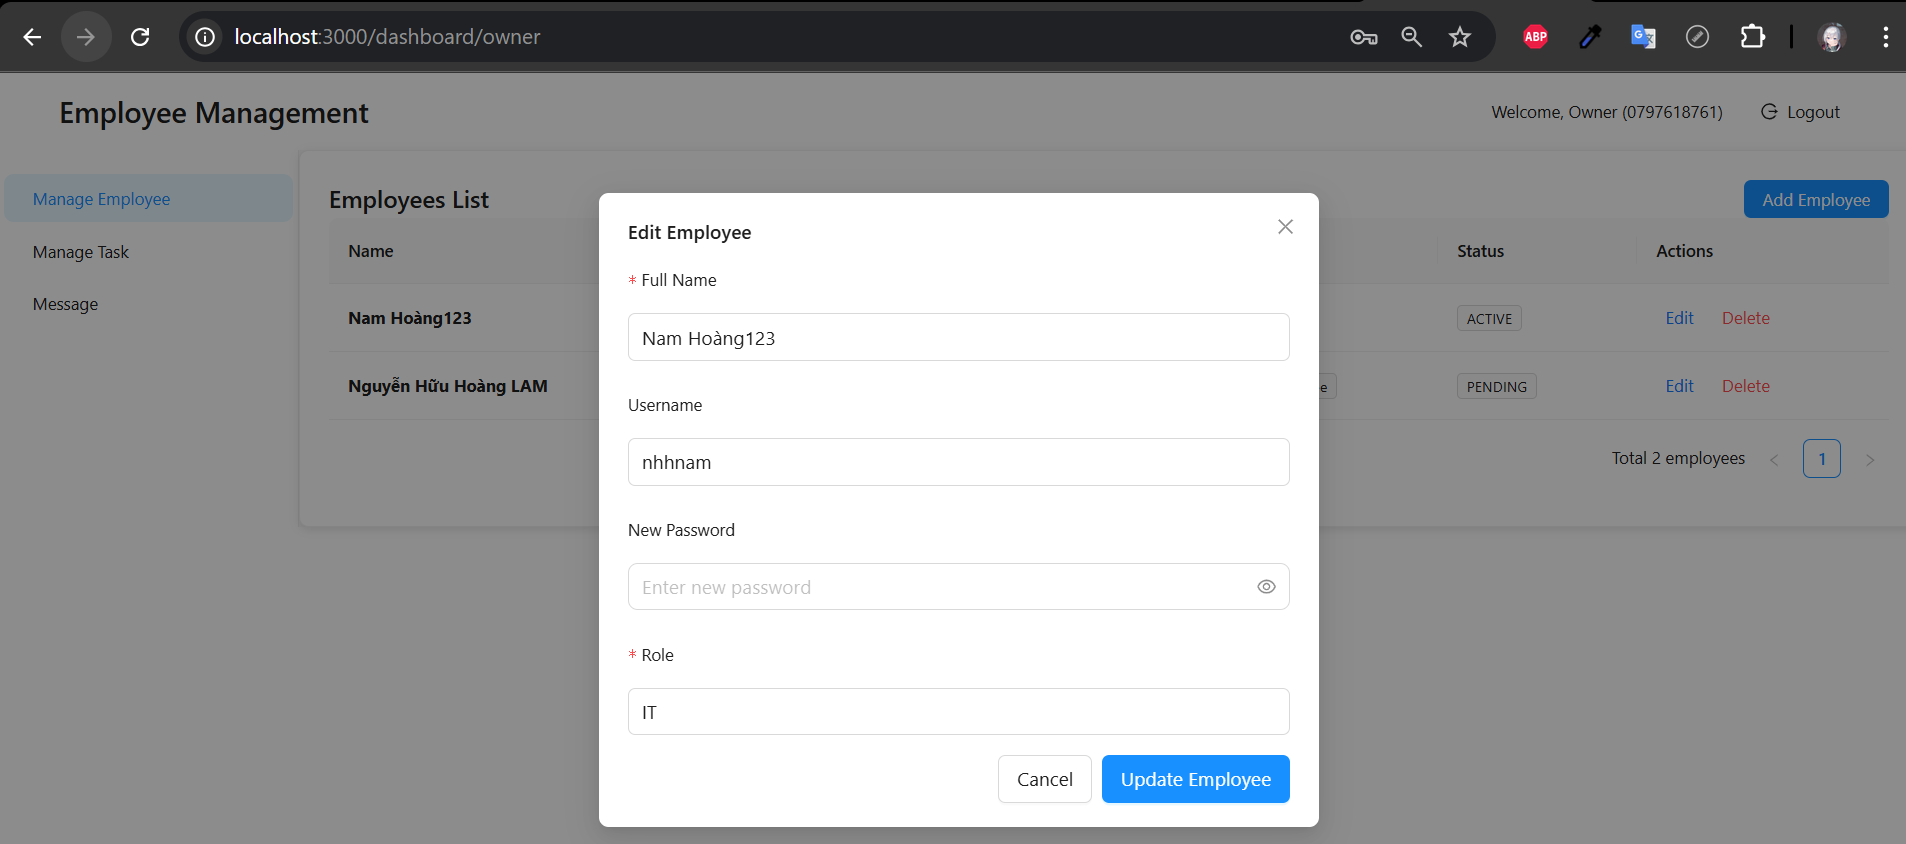 localhost:3000/dashboard/owner
ABP
Employee Management
Welcome, Owner (0797618761)
Logout
Manage Employee
Manage Task
Message
Employees List
Add Employee
Name
Status
Actions
Nam Hoàng123
ACTIVE
Edit
Delete
Nguyễn Hữu Hoàng LAM
e
PENDING
Edit
Delete
Total 2 employees
1
Edit Employee
* Full Name
Nam Hoàng123
Username
nhhnam
New Password
Enter new password
* Role
IT
Cancel
Update Employee